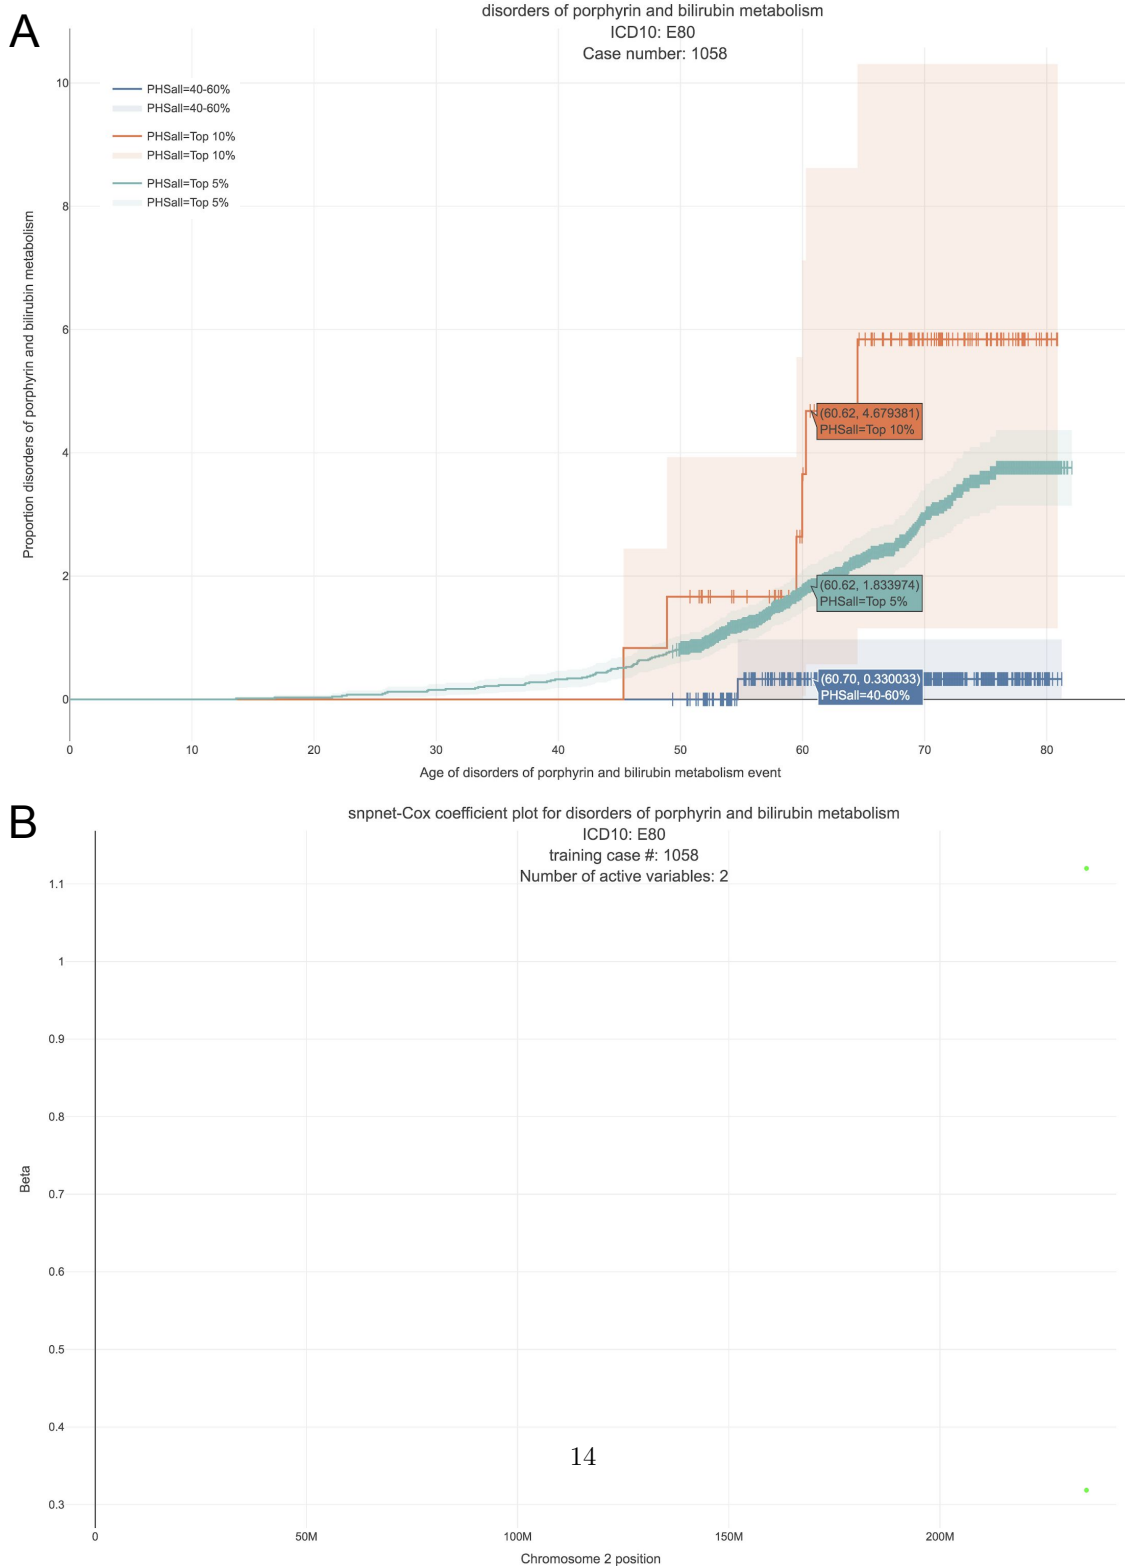 A
disorders of porphyrin and bilirubin metabolism
ICD10: E80
Case number: 1058
PHSall=40-60%
PHSall=40-60%
PHSall=Top 10%
PHSall=Top 10%
PHSall=Top 5%
PHSall=Top 5%
Proportion disorders of porphyrin and bilirubin metabolism
10
8
6
4
2
0
(60.62, 4.679381)
PHSall=Top 10%
(60.62, 1.833974)
PHSall=Top 5%
(60.70, 0.330033)
PHSall=40-60%
0 10 20 30 40 50 60 70 80
Age of disorders of porphyrin and bilirubin metabolism event
B
snpnet-Cox coefficient plot for disorders of porphyrin and bilirubin metabolism
ICD10: E80
training case #: 1058
Number of active variables: 2
Beta
1.1
1
0.9
0.8
0.7
0.6
0.5
0.4
0.3
14
0 50M 100M 150M 200M
Chromosome 2 position